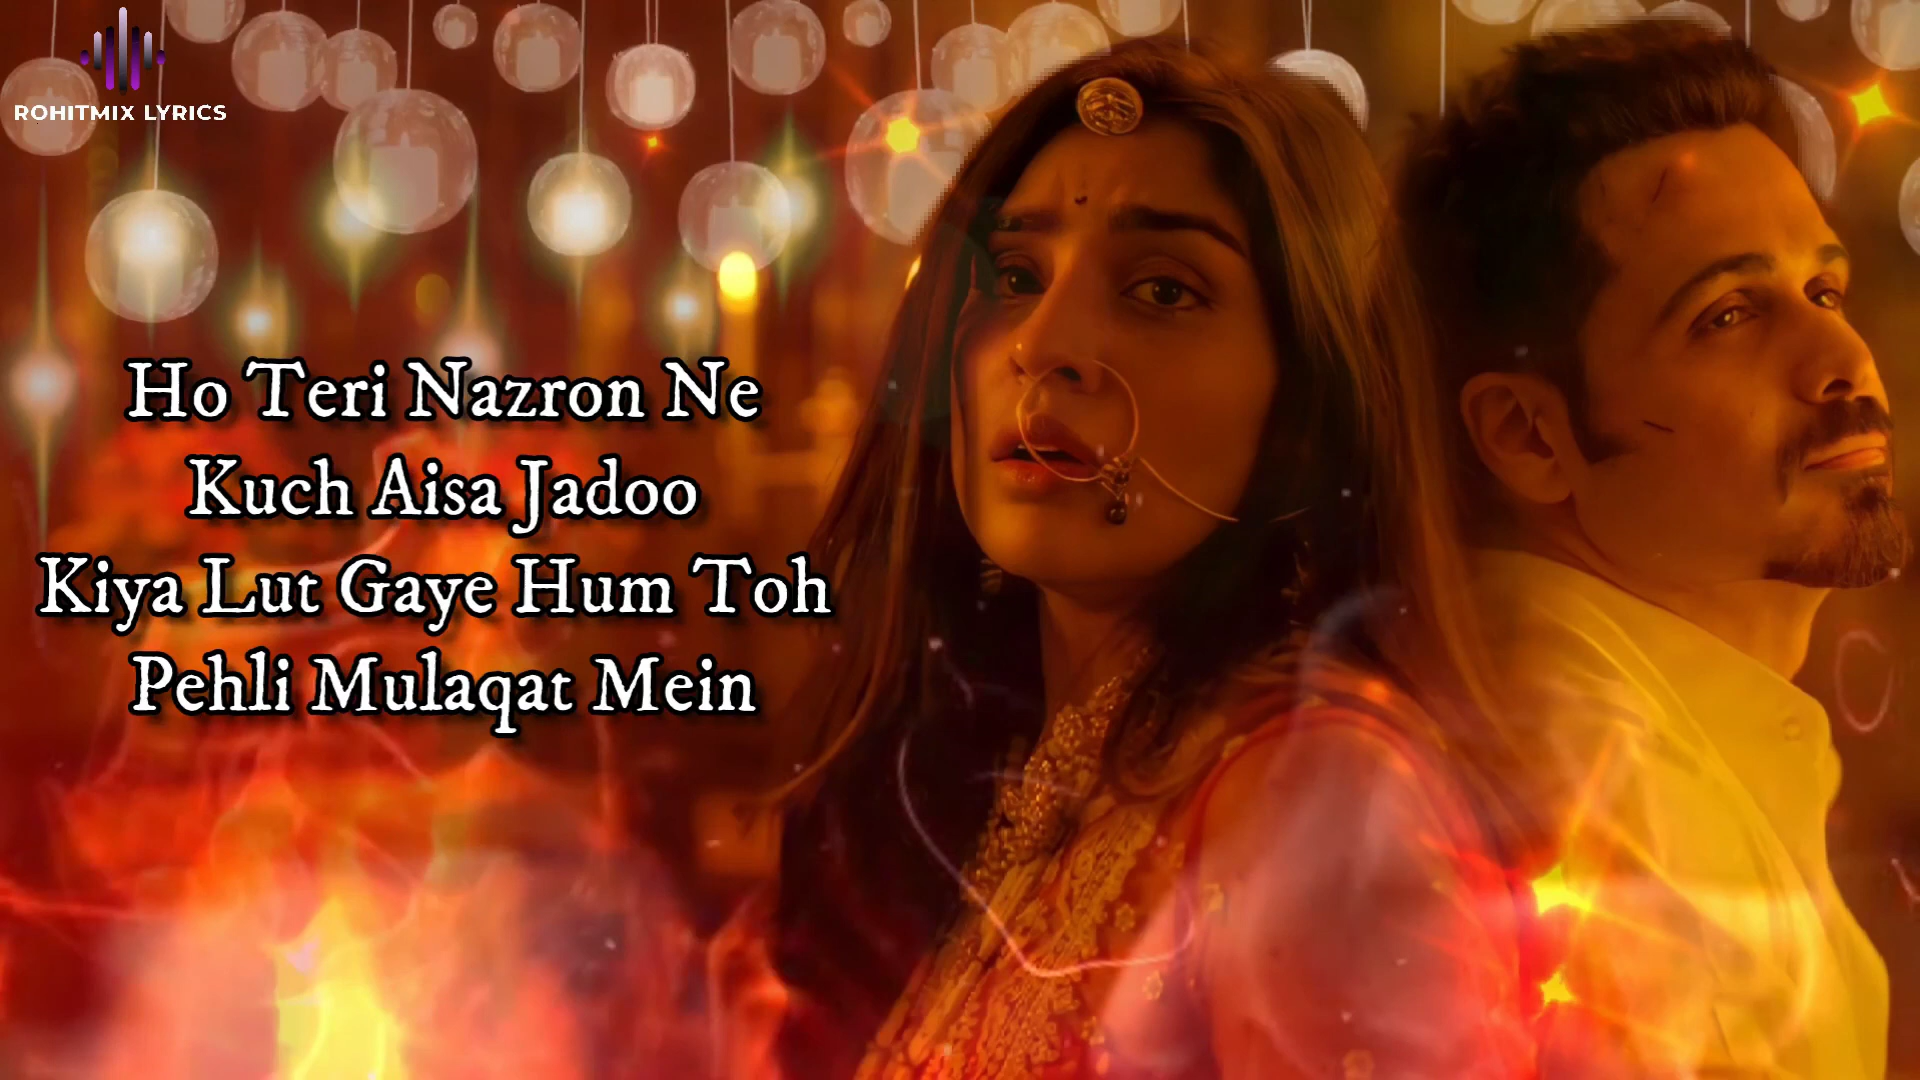 ROHITMIX LYRICS
Ho Teri Nazron Ne
Kuch Aisa Jadoo
Kiya Lut Gaye Hum Toh
Pehli Mulaqat Mein